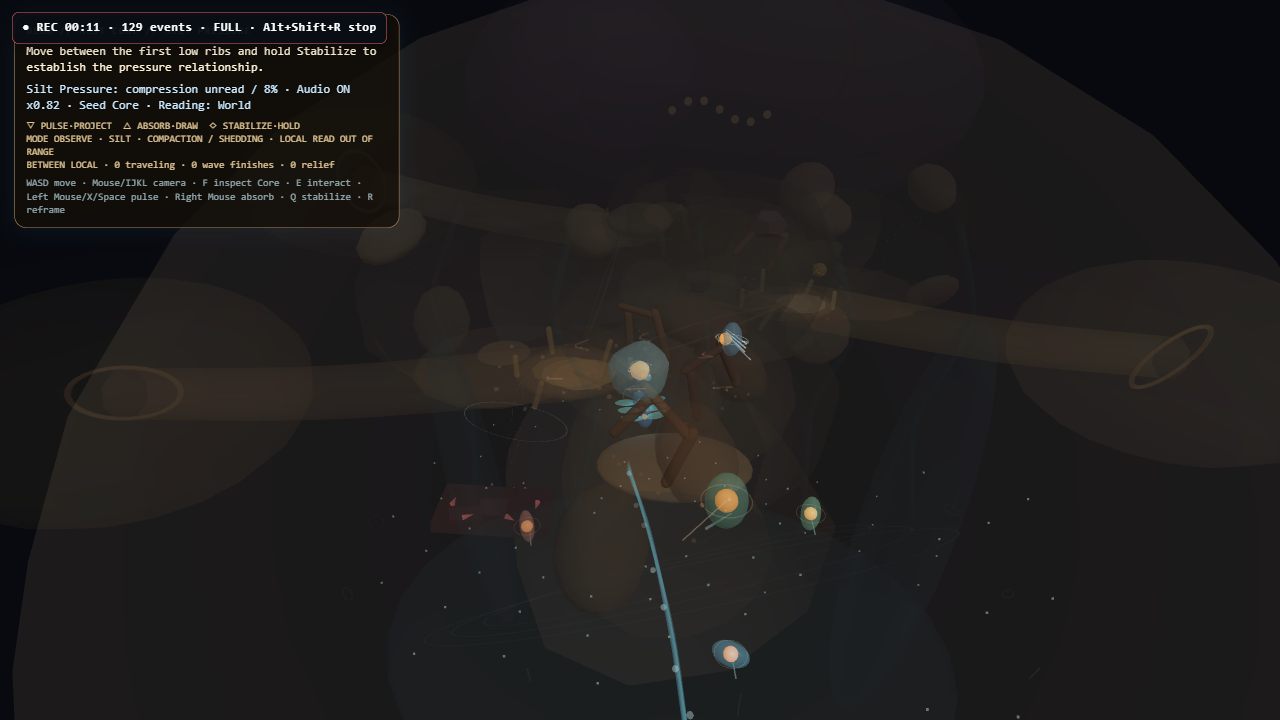 ● REC 00:11 · 129 events · FULL · Alt+Shift+R stop
Move between the first low ribs and hold Stabilize to
establish the pressure relationship.
Silt Pressure: compression unread / 8% · Audio ON
x0.82 · Seed Core · Reading: World
▽ PULSE·PROJECT △ ABSORB·DRAW ◇ STABILIZE·HOLD
MODE OBSERVE · SILT · COMPACTION / SHEDDING · LOCAL READ OUT OF
RANGE
BETWEEN LOCAL · 0 traveling · 0 wave finishes · 0 relief
WASD move · Mouse/IJKL camera · F inspect Core · E interact ·
Left Mouse/X/Space pulse · Right Mouse absorb · Q stabilize · R
reframe